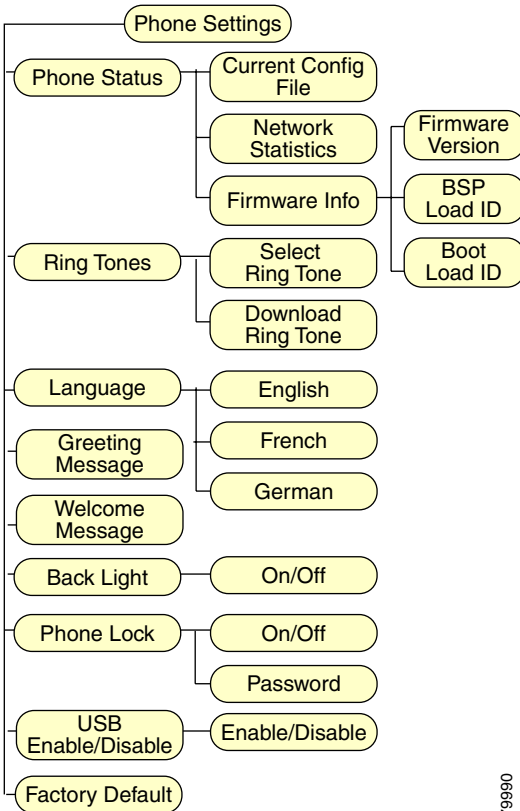 Phone Settings
Phone Status
Current Config
File
Network
Statistics
Firmware Info
Firmware
Version
BSP
Load ID
Boot
Load ID
Ring Tones
Select
Ring Tone
Download
Ring Tone
Language
English
French
German
Greeting
Message
Welcome
Message
Back Light
On/Off
Phone Lock
On/Off
Password
USB
Enable/Disable
Enable/Disable
Factory Default